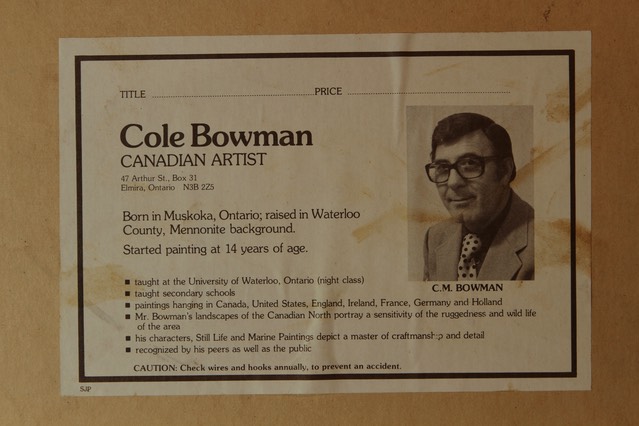 TITLE PRICE
Cole Bowman
CANADIAN ARTIST
47 Arthur St., Box 31
Elmira, Ontario N3B 2Z5
Born in Muskoka, Ontario; raised in Waterloo
County, Mennonite background.
Started painting at 14 years of age.
C.M. BOWMAN
■ taught at the University of Waterloo, Ontario (night class)
■ taught secondary schools
■ paintings hanging in Canada, United States, England, Ireland, France, Germany and Holland
■ Mr. Bowman's landscapes of the Canadian North portray a sensitivity of the ruggedness and wild life
of the area
■ his characters, Still Life and Marine Paintings depict a master of craftmanship and detail
■ recognized by his peers as well as the public
CAUTION: Check wires and hooks annually, to prevent an accident.
SJP